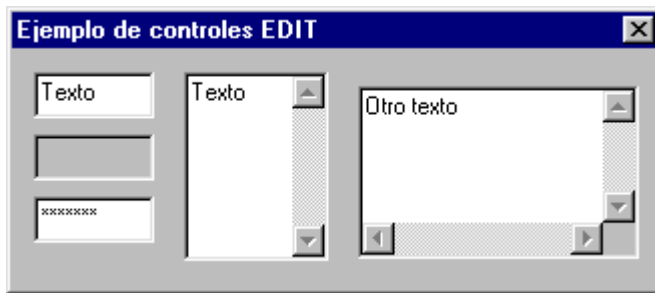 Ejemplo de controles EDIT
Texto
Texto
Otro texto
*******